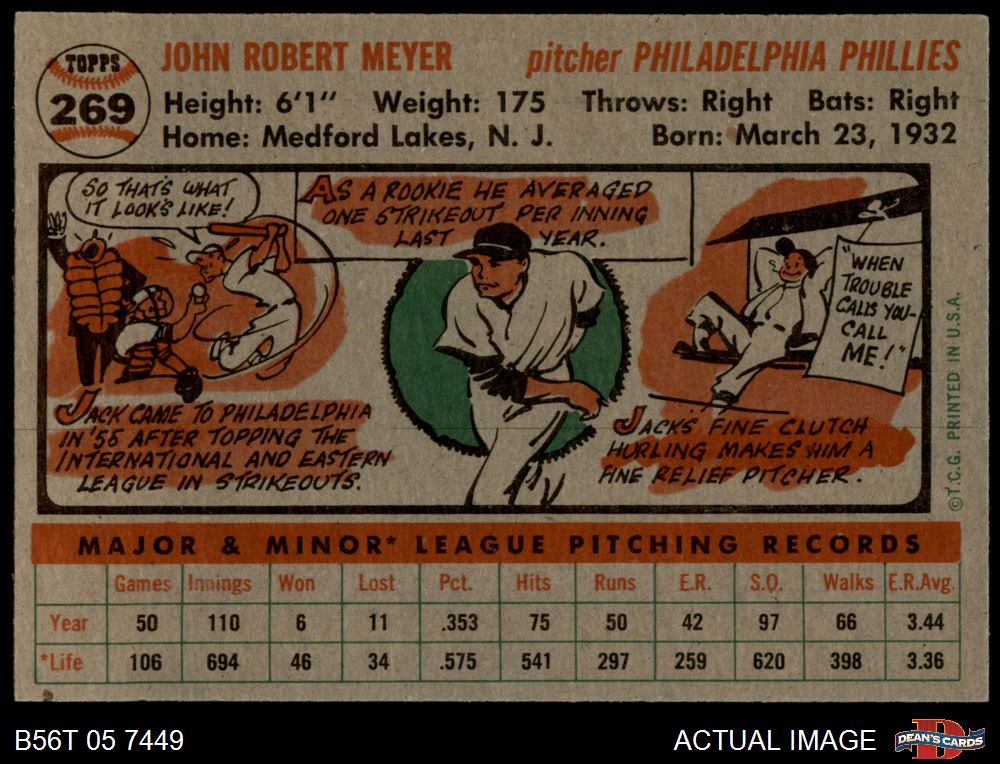 TOPPS
269
JOHN ROBERT MEYER pitcher PHILADELPHIA PHILLIES
Height: 6'1" Weight: 175 Throws: Right Bats: Right
Home: Medford Lakes, N. J. Born: March 23, 1932
SO THAT'S WHAT
IT LOOKS LIKE!
AS A ROOKIE HE AVERAGED
ONE STRIKEOUT PER INNING
LAST YEAR.
"WHEN
TROUBLE
CALLS YOU-
CALL
ME!"
JACK CAME TO PHILADELPHIA
IN '55 AFTER TOPPING THE
INTERNATIONAL AND EASTERN
LEAGUE IN STRIKEOUTS.
JACK'S FINE CLUTCH
HURLING MAKES HIM A
FINE RELIEF PITCHER.
©T.C.G. PRINTED IN U.S.A.
MAJOR & MINOR* LEAGUE PITCHING RECORDS
Games Innings Won Lost Pct. Hits Runs E.R. S.O. Walks E.R.Avg.
Year 50 110 6 11 .353 75 50 42 97 66 3.44
*Life 106 694 46 34 .575 541 297 259 620 398 3.36
B56T 05 7449
ACTUAL IMAGE
D
DEAN'S CARDS